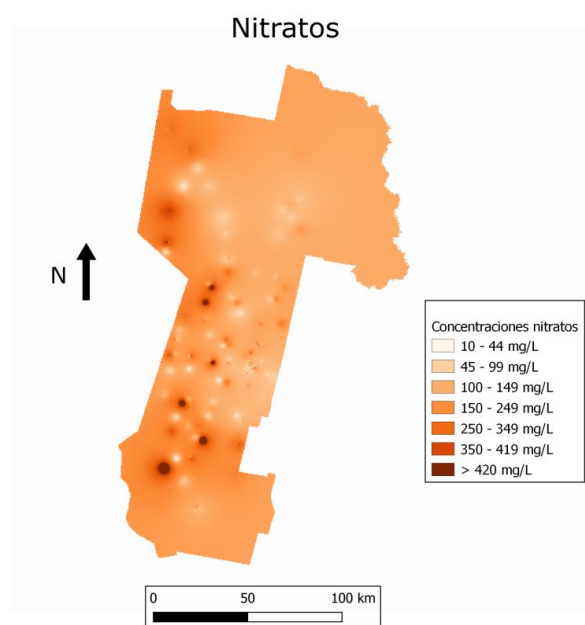 Nitratos
N
Concentraciones nitratos
10 - 44 mg/L
45 - 99 mg/L
100 - 149 mg/L
150 - 249 mg/L
250 - 349 mg/L
350 - 419 mg/L
> 420 mg/L
0 50 100 km